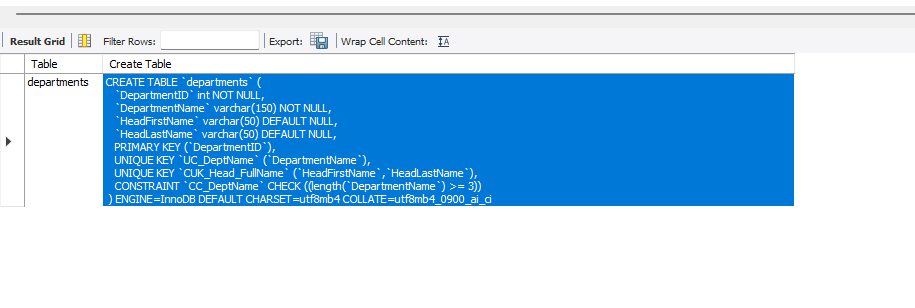 Result Grid Filter Rows: Export: Wrap Cell Content:
Table Create Table
departments CREATE TABLE `departments` (
`DepartmentID` int NOT NULL,
`DepartmentName` varchar(150) NOT NULL,
`HeadFirstName` varchar(50) DEFAULT NULL,
`HeadLastName` varchar(50) DEFAULT NULL,
PRIMARY KEY (`DepartmentID`),
UNIQUE KEY `UC_DeptName` (`DepartmentName`),
UNIQUE KEY `CUK_Head_FullName` (`HeadFirstName`,`HeadLastName`),
CONSTRAINT `CC_DeptName` CHECK ((length(`DepartmentName`) >= 3))
) ENGINE=InnoDB DEFAULT CHARSET=utf8mb4 COLLATE=utf8mb4_0900_ai_ci